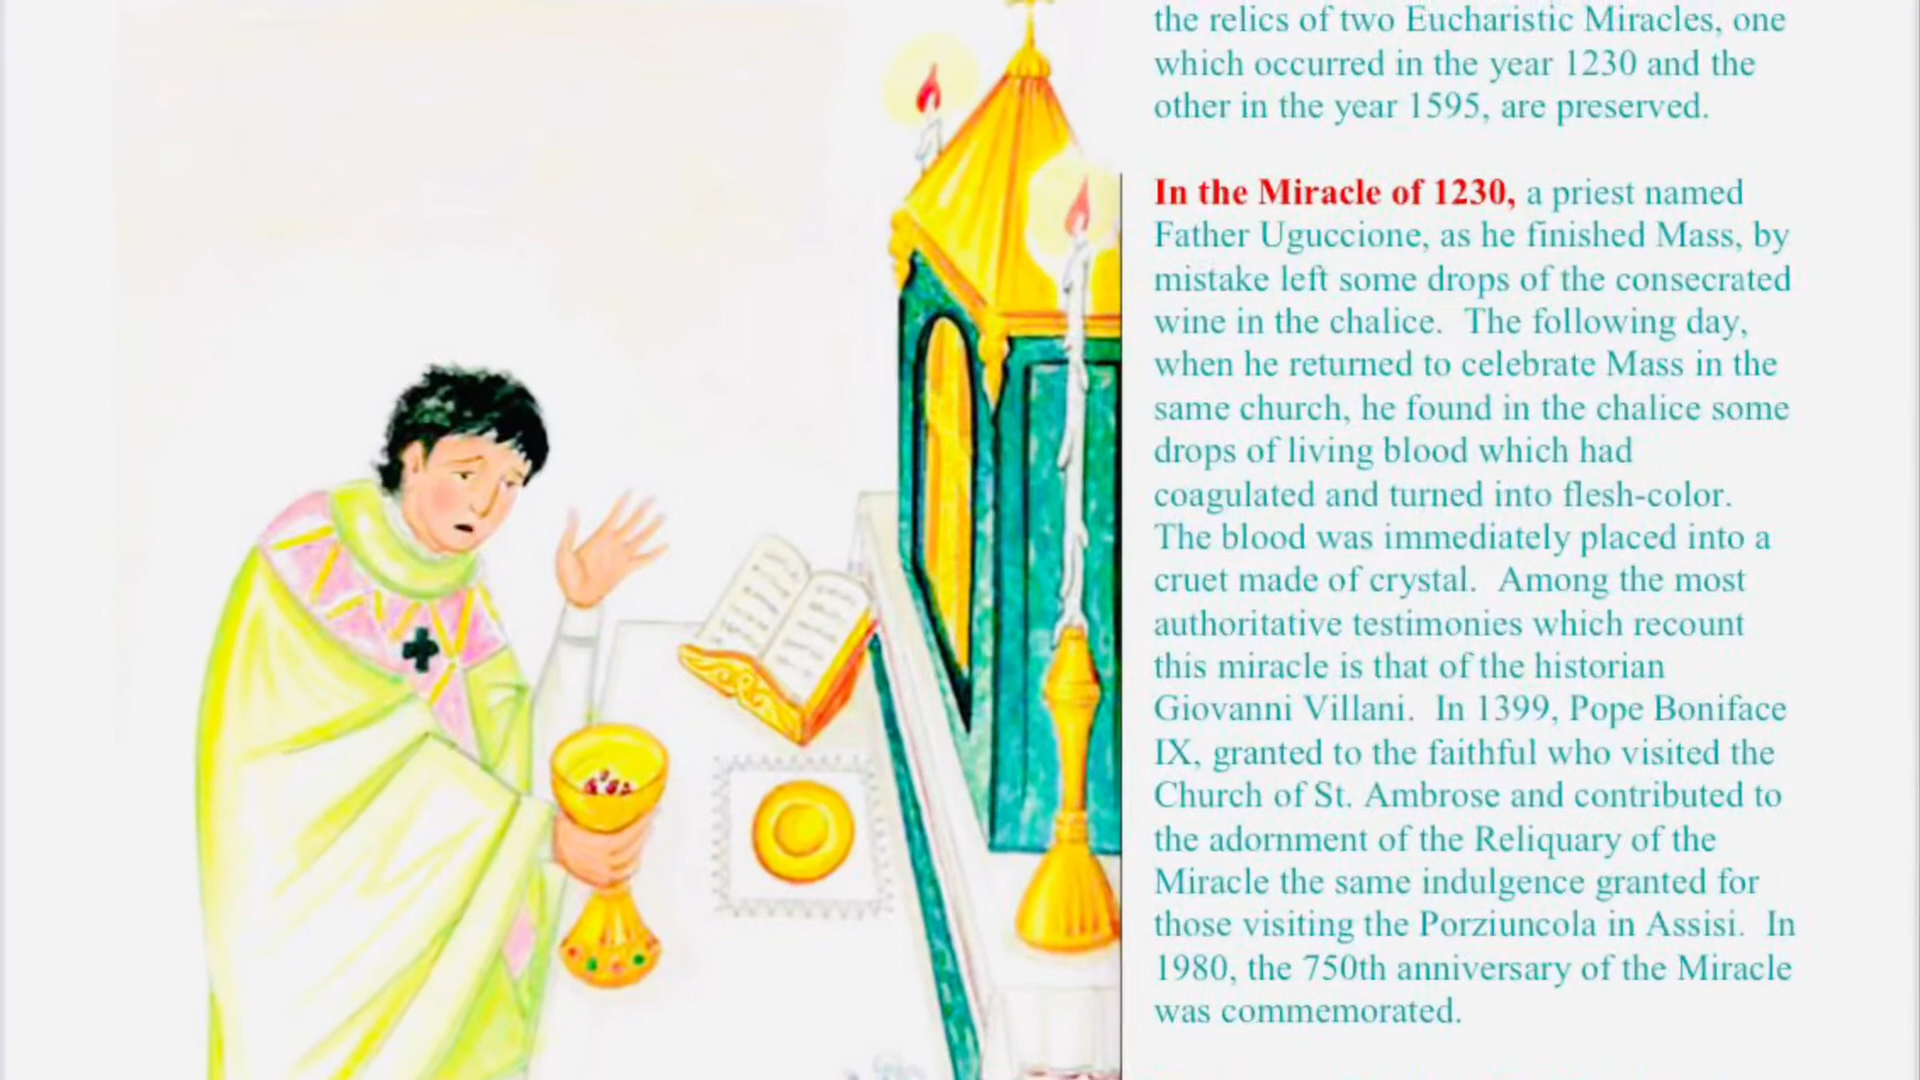 the relics of two Eucharistic Miracles, one
which occurred in the year 1230 and the
other in the year 1595, are preserved.
In the Miracle of 1230, a priest named
Father Uguccione, as he finished Mass, by
mistake left some drops of the consecrated
wine in the chalice. The following day,
when he returned to celebrate Mass in the
same church, he found in the chalice some
drops of living blood which had
coagulated and turned into flesh-color.
The blood was immediately placed into a
cruet made of crystal. Among the most
authoritative testimonies which recount
this miracle is that of the historian
Giovanni Villani. In 1399, Pope Boniface
IX, granted to the faithful who visited the
Church of St. Ambrose and contributed to
the adornment of the Reliquary of the
Miracle the same indulgence granted for
those visiting the Porziuncola in Assisi. In
1980, the 750th anniversary of the Miracle
was commemorated.